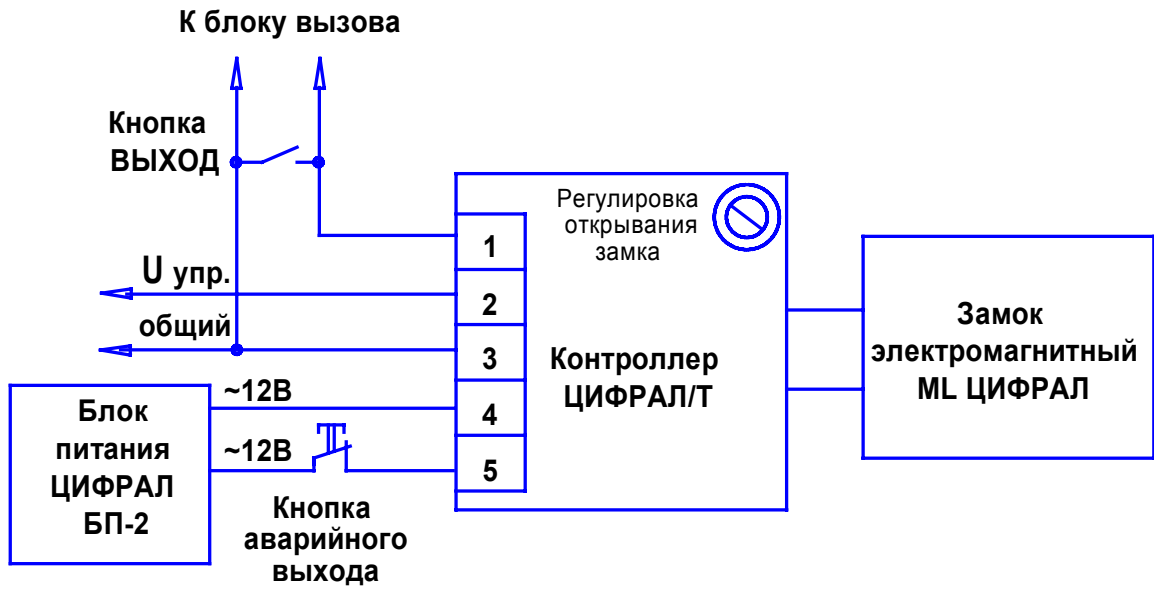 К блоку вызова
Кнопка
ВЫХОД
Регулировка
открывания
замка
1
U упр.
2
общий
3
Контроллер
ЦИФРАЛ/Т
Замок
электромагнитный
ML ЦИФРАЛ
~12В
4
Блок
питания
ЦИФРАЛ
БП-2
~12В
5
Кнопка
аварийного
выхода